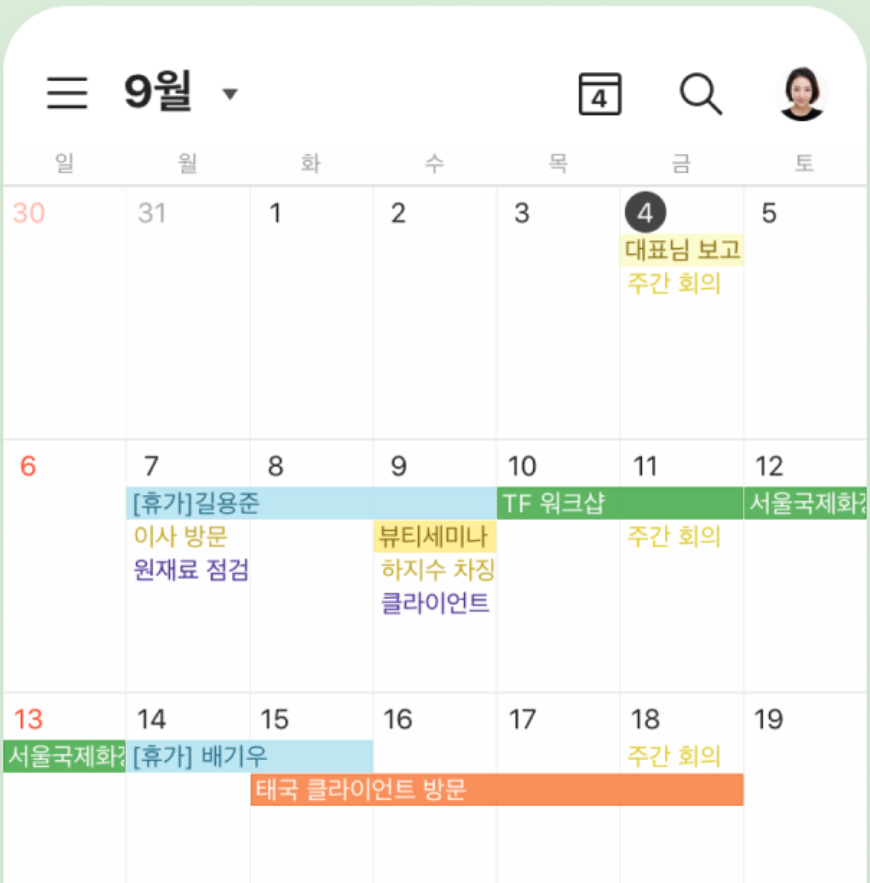 9월
4
일 월 화 수 목 금 토
30 31 1 2 3 4 5
대표님 보고
주간 회의
6 7 8 9 10 11 12
[휴가]길용준 TF 워크샵 서울국제화장
이사 방문 뷰티세미나 주간 회의
원재료 점검 하지수 차장
클라이언트
13 14 15 16 17 18 19
서울국제화장 [휴가] 배기우 주간 회의
태국 클라이언트 방문